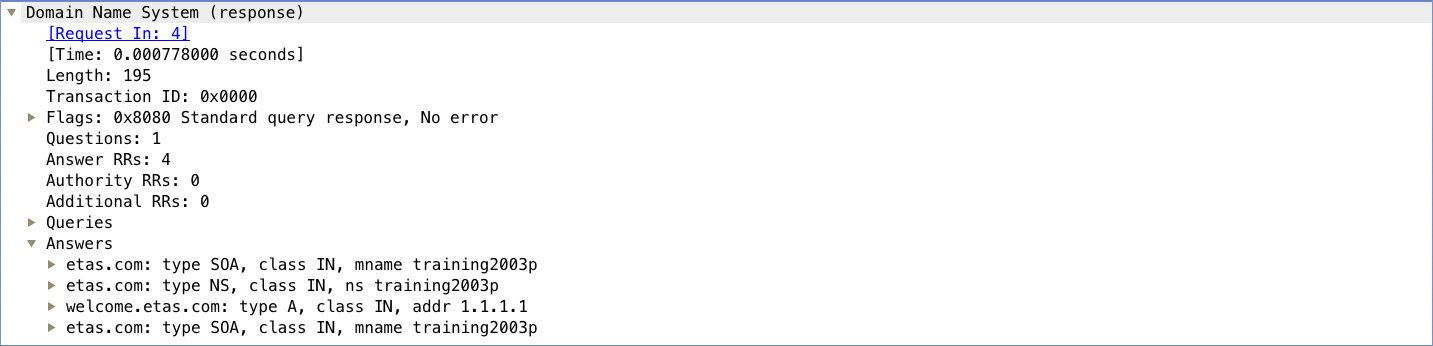 Domain Name System (response)
[Request In: 4]
[Time: 0.000778000 seconds]
Length: 195
Transaction ID: 0x0000
Flags: 0x8080 Standard query response, No error
Questions: 1
Answer RRs: 4
Authority RRs: 0
Additional RRs: 0
Queries
Answers
etas.com: type SOA, class IN, mname training2003p
etas.com: type NS, class IN, ns training2003p
welcome.etas.com: type A, class IN, addr 1.1.1.1
etas.com: type SOA, class IN, mname training2003p